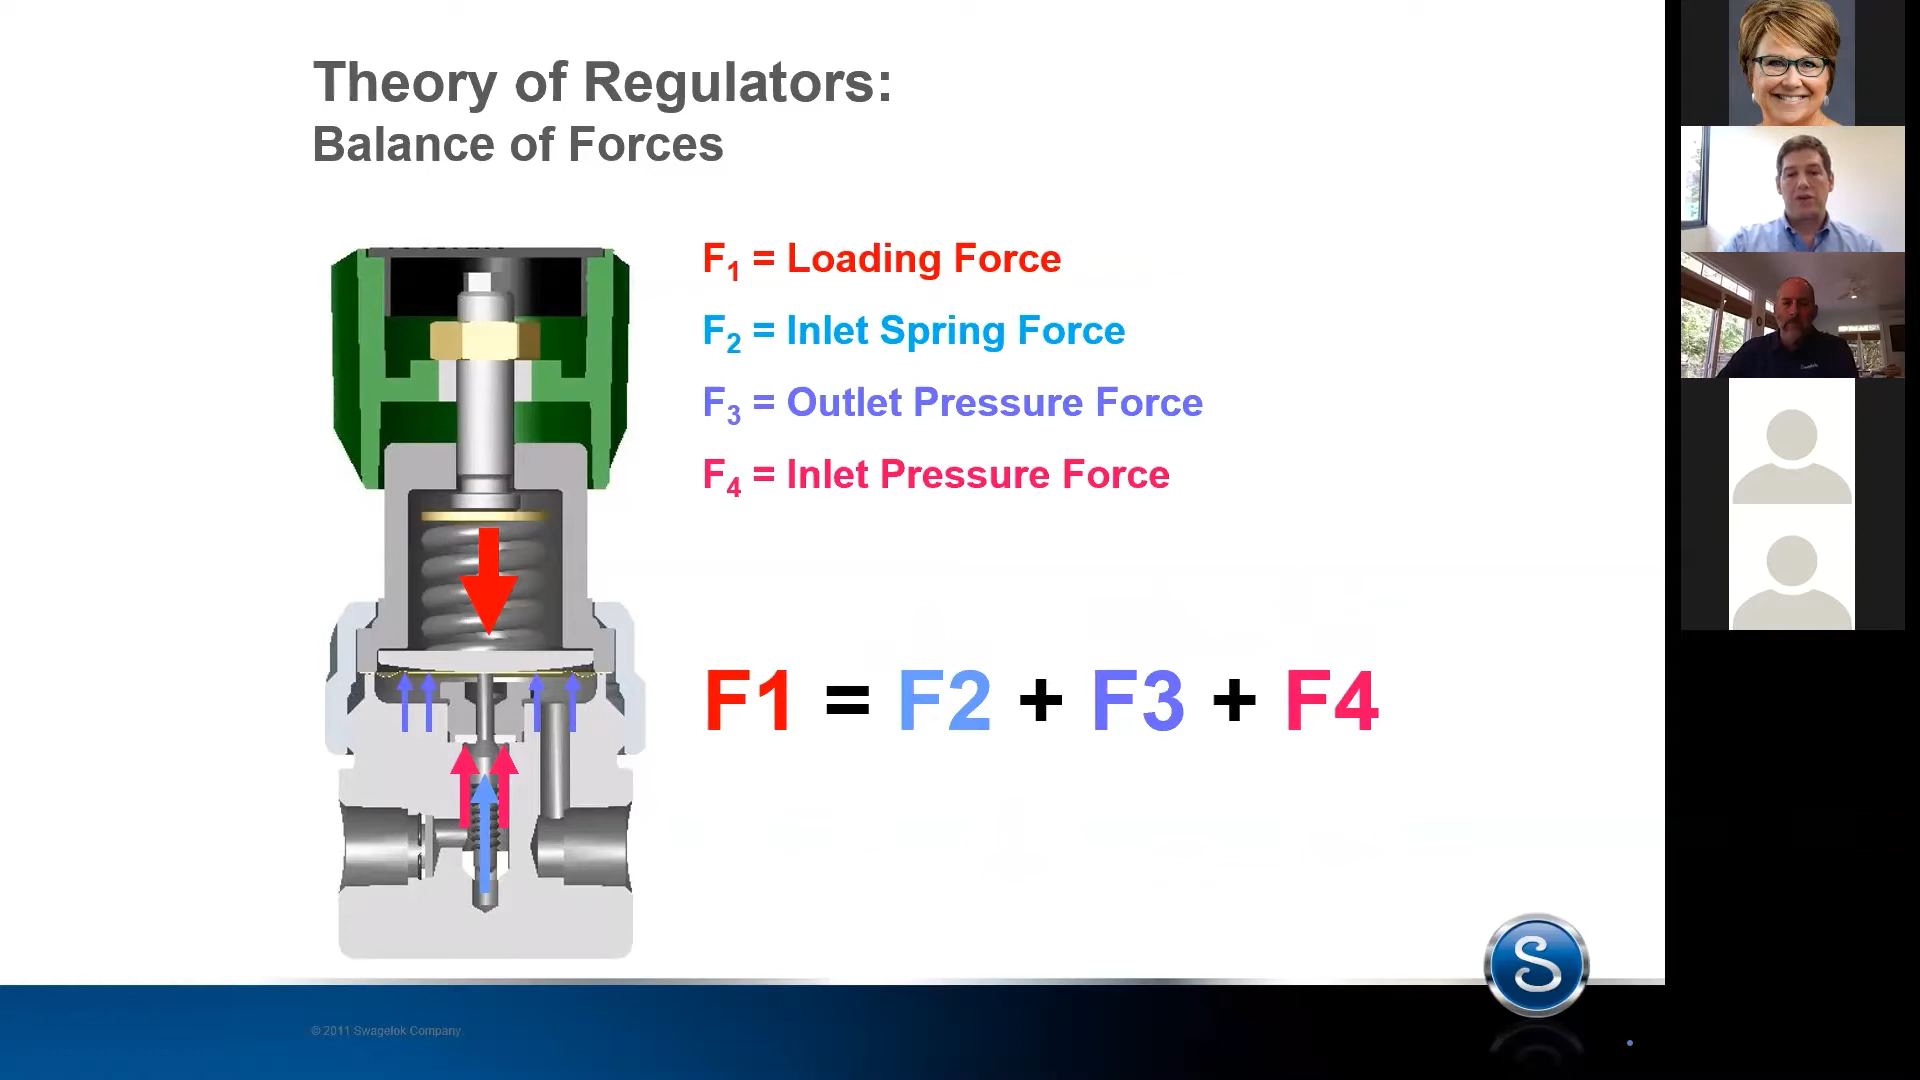 Theory of Regulators:
Balance of Forces
F1 = Loading Force
F2 = Inlet Spring Force
F3 = Outlet Pressure Force
F4 = Inlet Pressure Force
F1 = F2 + F3 + F4
S
© 2011 Swagelok Company.